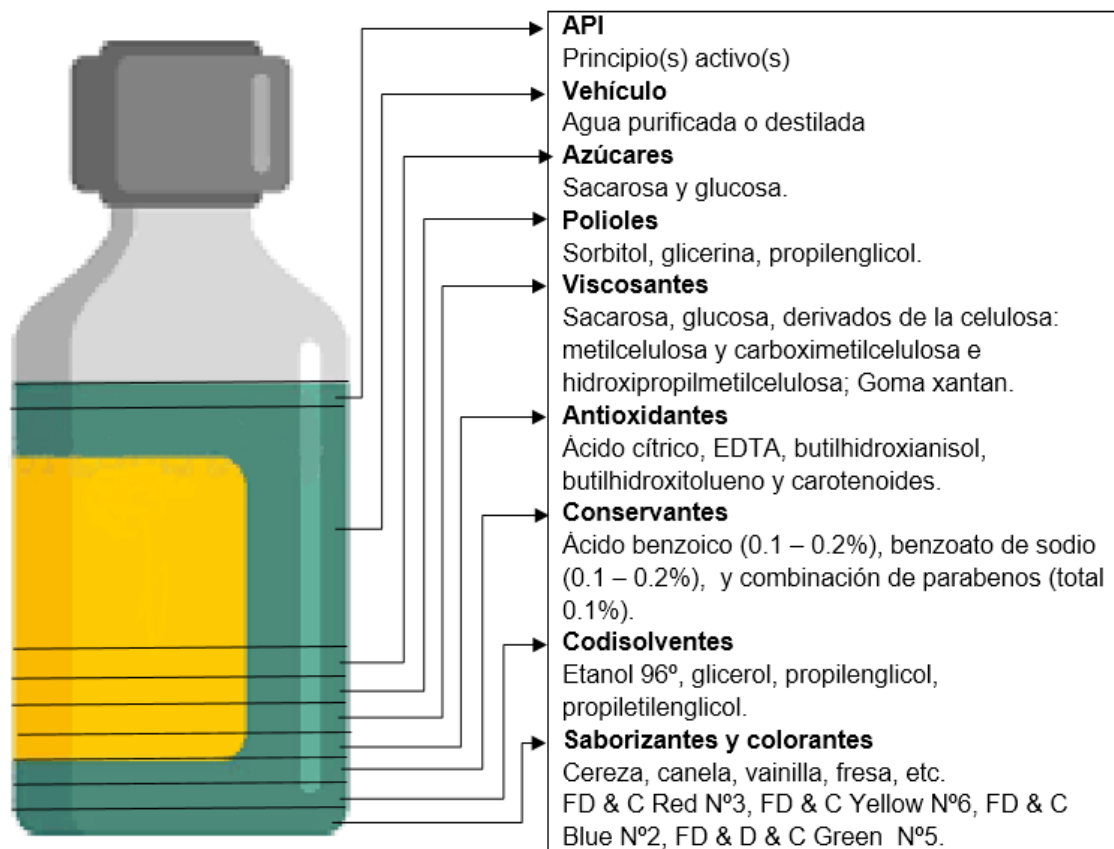 API
Principio(s) activo(s)
Vehículo
Agua purificada o destilada
Azúcares
Sacarosa y glucosa.
Polioles
Sorbitol, glicerina, propilenglicol.
Viscosantes
Sacarosa, glucosa, derivados de la celulosa:
metilcelulosa y carboximetilcelulosa e
hidroxipropilmetilcelulosa; Goma xantan.
Antioxidantes
Ácido cítrico, EDTA, butilhidroxianisol,
butilhidroxitolueno y carotenoides.
Conservantes
Ácido benzoico (0.1 – 0.2%), benzoato de sodio
(0.1 – 0.2%),  y combinación de parabenos (total
0.1%).
Codisolventes
Etanol 96º, glicerol, propilenglicol,
propiletilenglicol.
Saborizantes y colorantes
Cereza, canela, vainilla, fresa, etc.
FD & C Red Nº3, FD & C Yellow Nº6, FD & C
Blue Nº2, FD & D & C Green  Nº5.